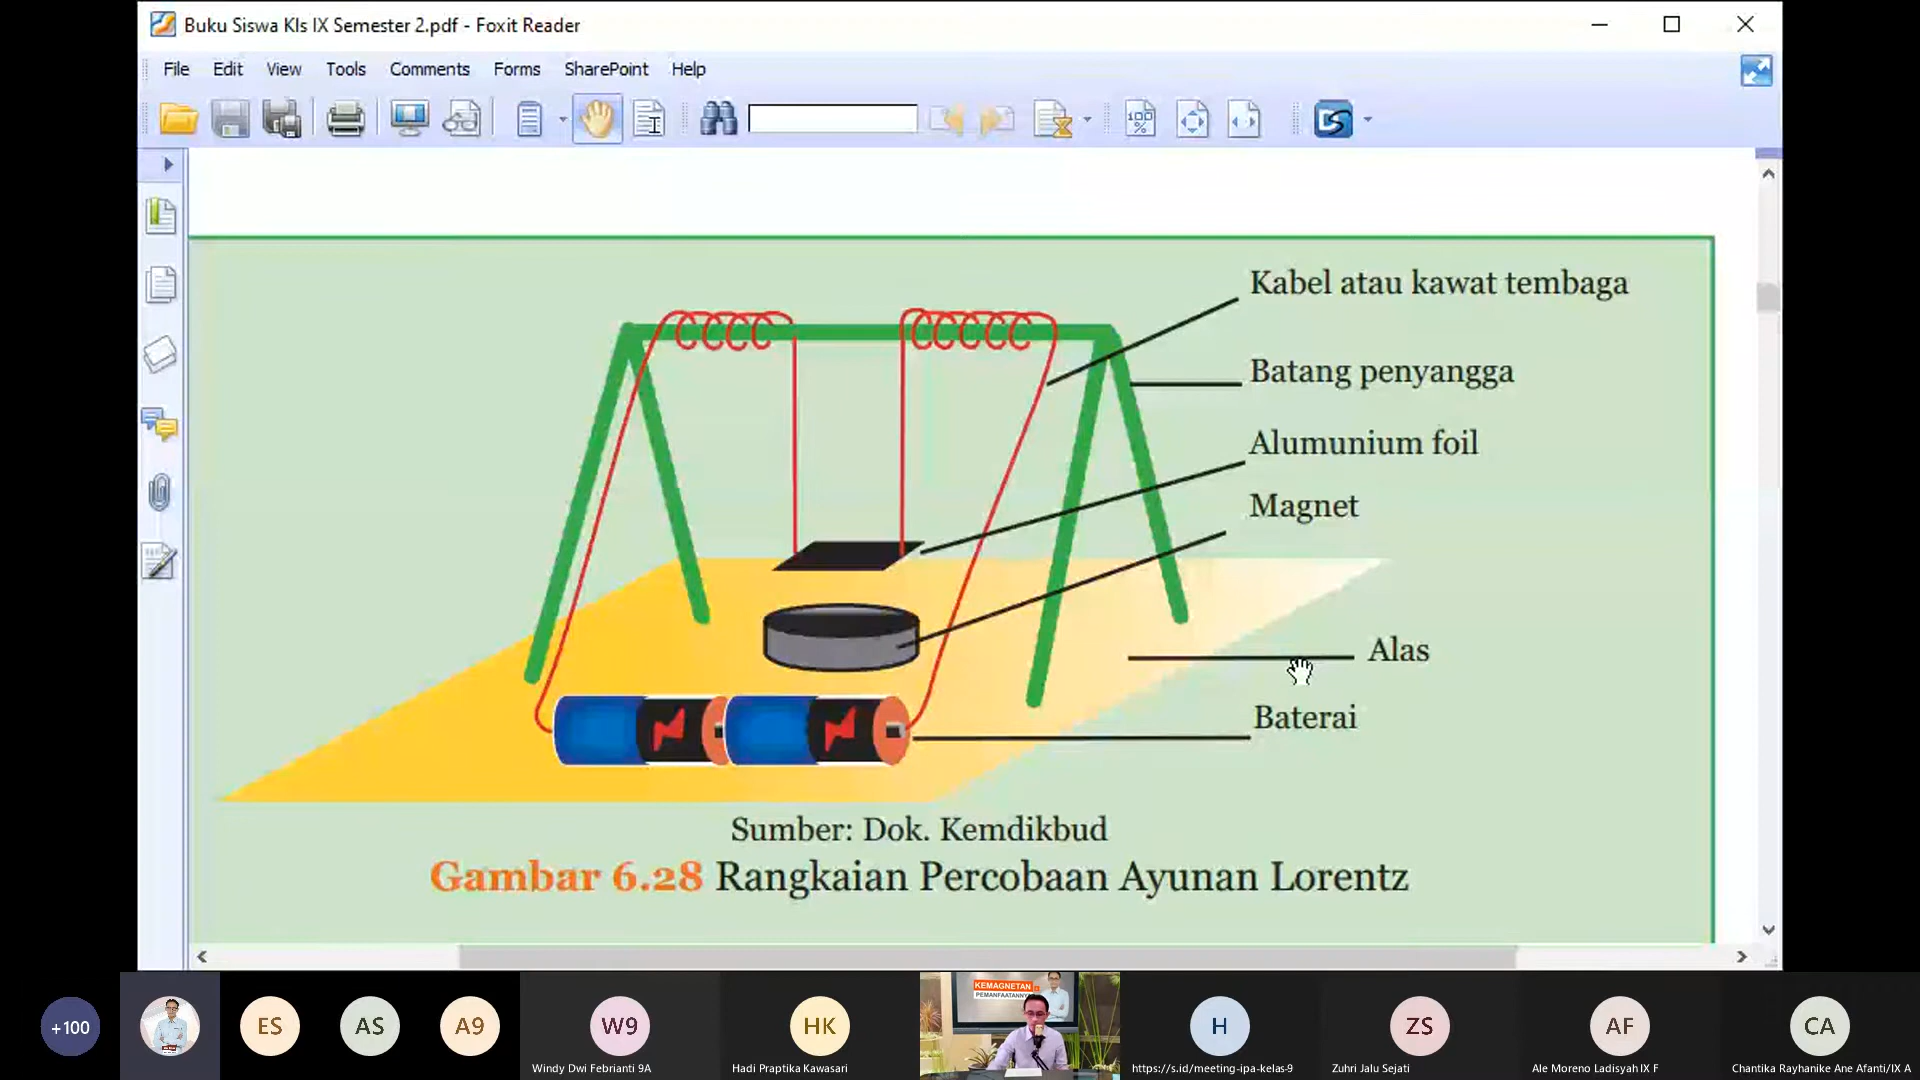 Buku Siswa Kls IX Semester 2.pdf - Foxit Reader
File Edit View Tools Comments Forms SharePoint Help
Kabel atau kawat tembaga
Batang penyangga
Alumunium foil
Magnet
Alas
Baterai
Sumber: Dok. Kemdikbud
Gambar 6.28 Rangkaian Percobaan Ayunan Lorentz
KEMAGNETAN
+100
ES
AS
A9
W9
HK
H
ZS
AF
CA
Windy Dwi Febrianti 9A
Hadi Praptika Kawasari
https://s.id/meeting-ipa-kelas-9
Zuhri Jalu Sejati
Ale Moreno Ladisyah IX F
Chantika Rayhanike Ane Afanti/IX A